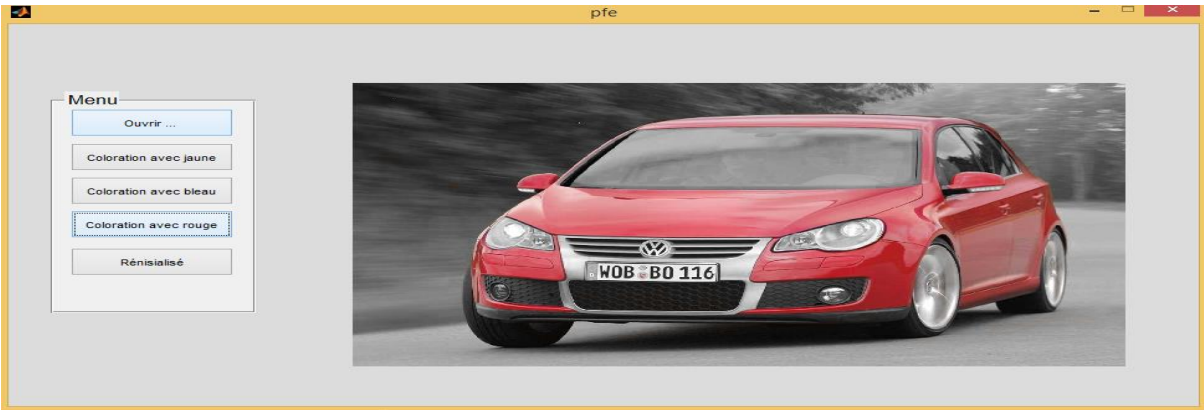 pfe
Menu
Ouvrir ...
Coloration avec jaune
Coloration avec bleau
Coloration avec rouge
Rénisialisé
WOB BO 116